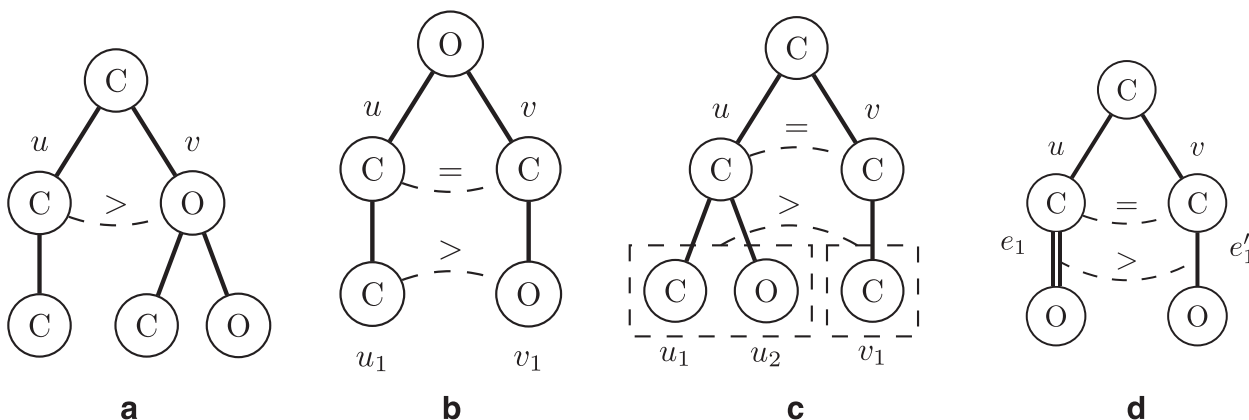 C
u v
C > O
C C O
a
O
u v
C = C
>
C O
u₁ v₁
b
C
u v
=
C C
>
C O C
u₁ u₂ v₁
c
C
u v
C = C
e₁ > e′₁
O O
d